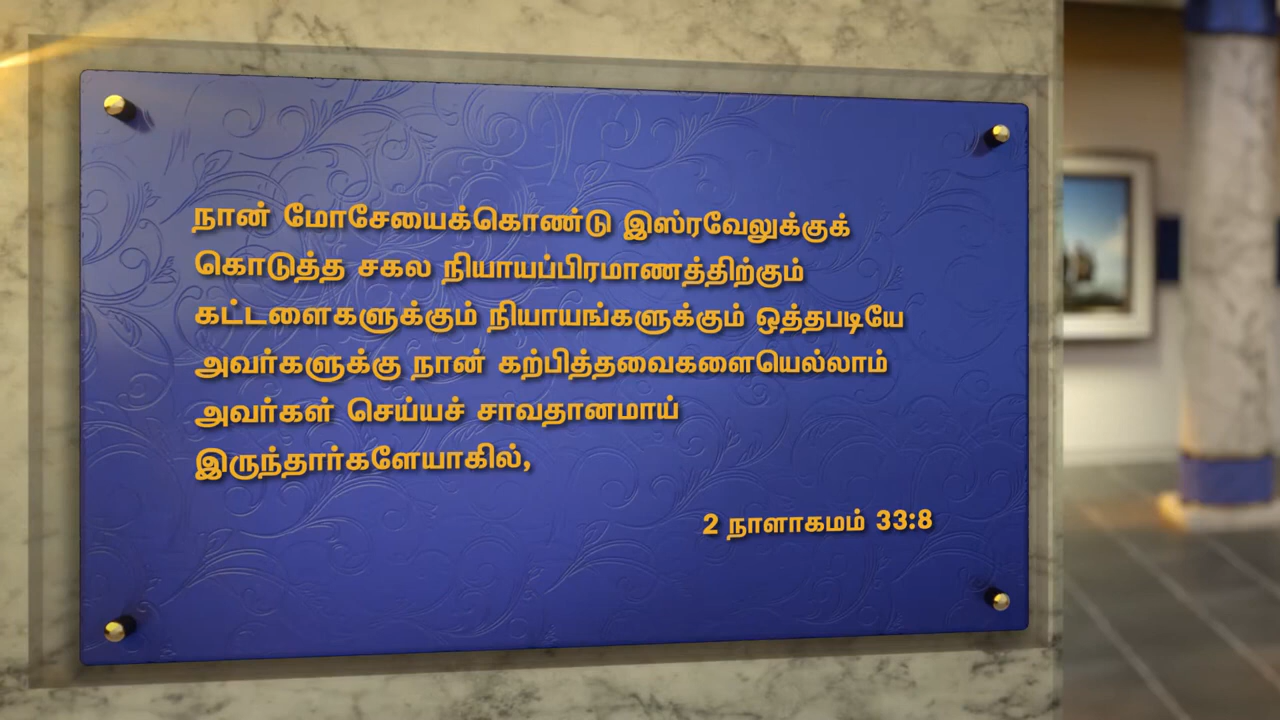 நான் மோசேயைக்கொண்டு இஸ்ரவேலுக்குக்
கொடுத்த சகல நியாயப்பிரமாணத்திற்கும்
கட்டளைகளுக்கும் நியாயங்களுக்கும் ஒத்தபடியே
அவர்களுக்கு நான் கற்பித்தவைகளையெல்லாம்
அவர்கள் செய்யச் சாவதானமாய்
இருந்தார்களேயாகில்,
2 நாளாகமம் 33:8